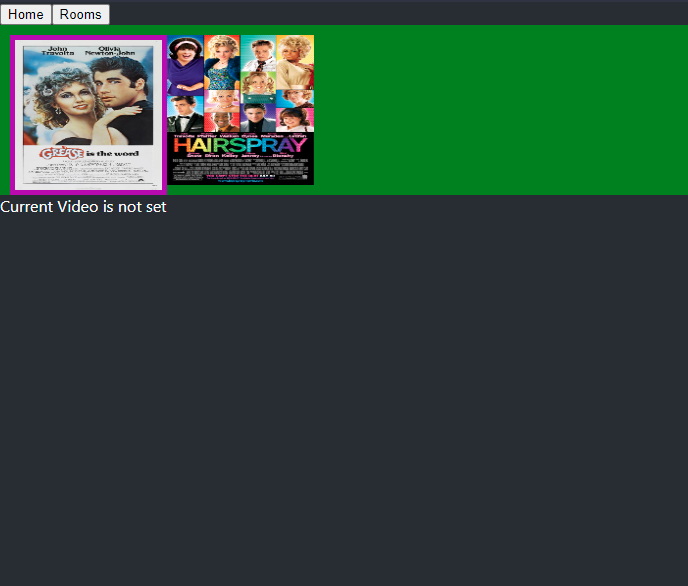 Home
Rooms
John
Travolta
Olivia
Newton-John
GREASE is the word
HAIRSPRAY
Current Video is not set